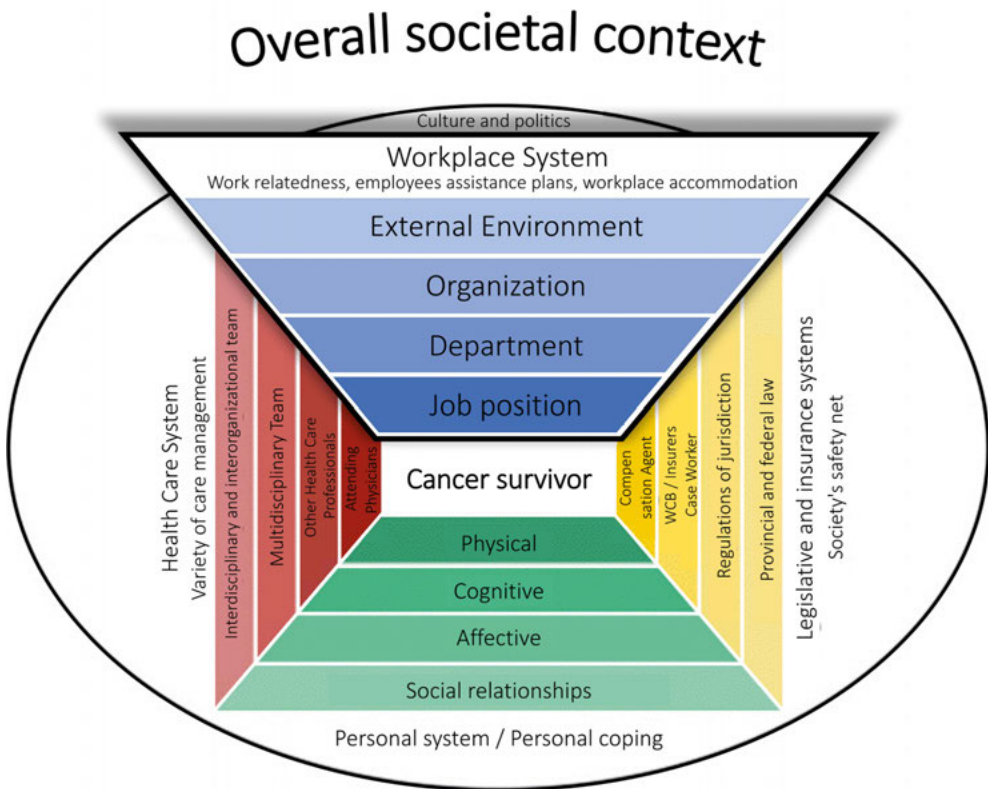 Overall societal context
Culture and politics
Workplace System
Work relatedness, employees assistance plans, workplace accommodation
External Environment
Organization
Department
Job position
Health Care System
Variety of care management
Interdisciplinary and interorganizational team
Multidisciplinary Team
Other Health Care
Professionals
Attending
Physicians
Cancer survivor
Compen
sation Agent
WCB / Insurers
Case Worker
Regulations of jurisdiction
Provincial and federal law
Legislative and insurance systems
Society's safety net
Physical
Cognitive
Affective
Social relationships
Personal system / Personal coping